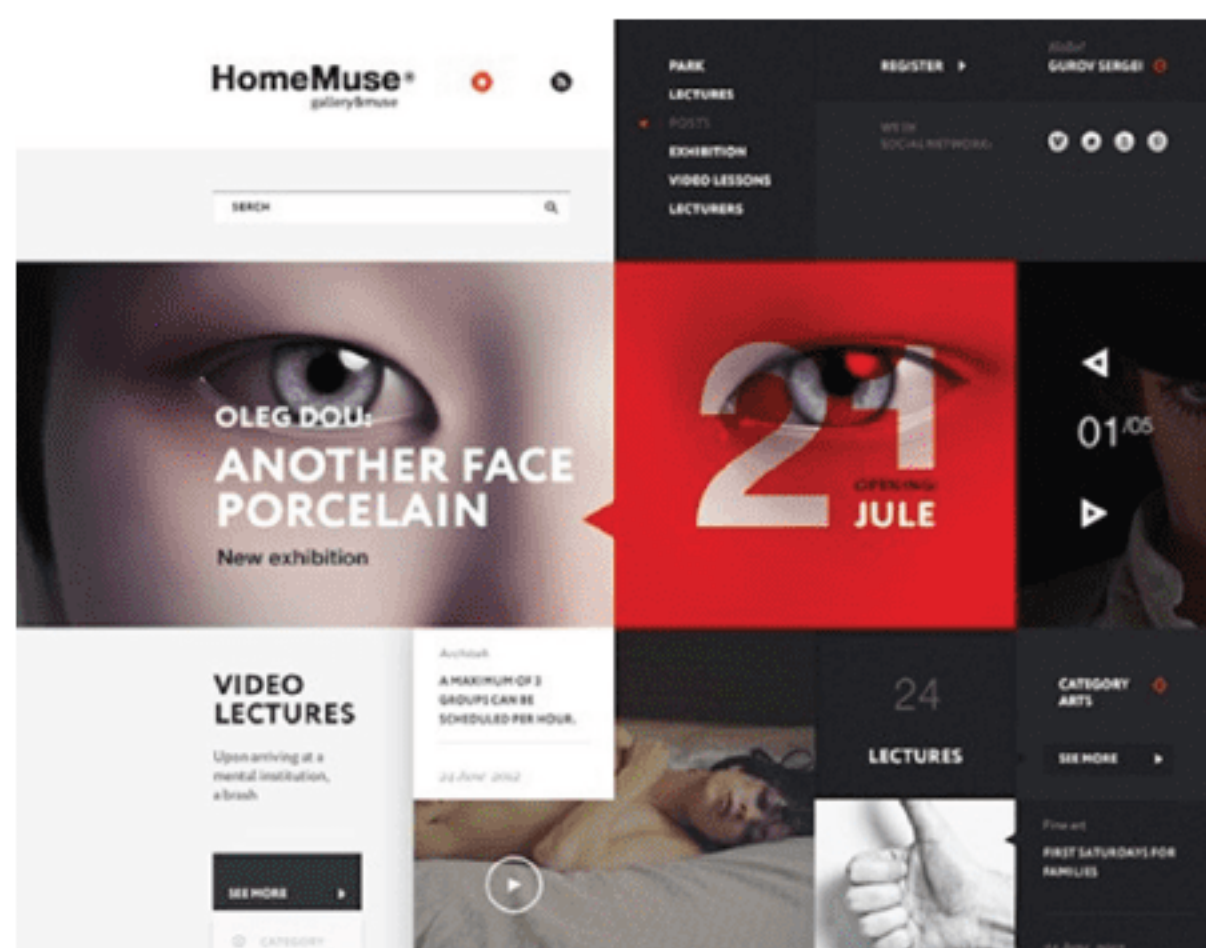 HomeMuse®
gallery&muse
SERCH
PARK
LECTURES
POSTS
EXHIBITION
VIDEO LESSONS
LECTURERS
REGISTER
Hello!
GUROV SERGEI
WE IN
SOCIAL NETWORKS
OLEG DOU:
ANOTHER FACE
PORCELAIN
New exhibition
21
OPENING:
JULE
01/05
VIDEO
LECTURES
Upon arriving at a
mental institution,
a brash
SEE MORE
CATEGORY
A MAXIMUM OF 3
GROUPS CAN BE
SCHEDULED PER HOUR.
24 June 2012
24
LECTURES
CATEGORY
ARTS
SEE MORE
Fine art
FIRST SATURDAYS FOR
FAMILIES